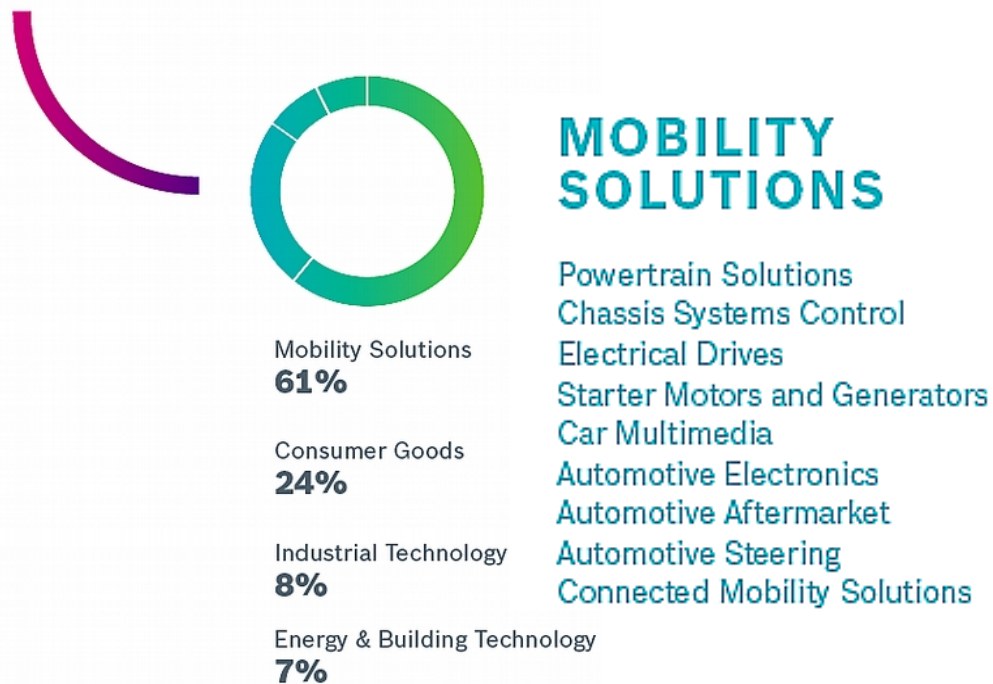 MOBILITY
SOLUTIONS
Powertrain Solutions
Chassis Systems Control
Electrical Drives
Starter Motors and Generators
Car Multimedia
Automotive Electronics
Automotive Aftermarket
Automotive Steering
Connected Mobility Solutions
Mobility Solutions
61%
Consumer Goods
24%
Industrial Technology
8%
Energy & Building Technology
7%